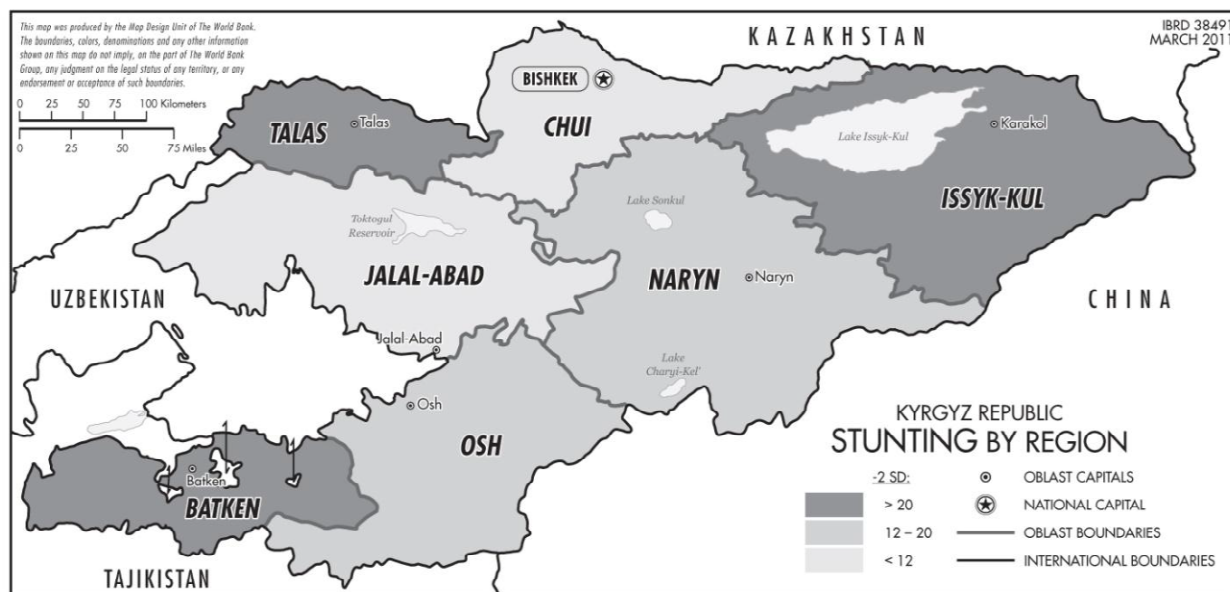 This map was produced by the Map Design Unit of The World Bank.
The boundaries, colors, denominations and any other information
shown on this map do not imply, on the part of The World Bank
Group, any judgment on the legal status of any territory, or any
endorsement or acceptance of such boundaries.
0 25 50 75 100 Kilometers
0 25 50 75 Miles
IBRD 38491
MARCH 2011
KAZAKHSTAN
BISHKEK
CHUI
TALAS
Talas
Lake Issyk-Kul
Karakol
ISSYK-KUL
Toktogul
Reservoir
Lake Sonkul
JALAL-ABAD
NARYN
Naryn
UZBEKISTAN
CHINA
Jalal-Abad
Lake
Charyi-Kel'
Osh
OSH
Batken
BATKEN
TAJIKISTAN
KYRGYZ REPUBLIC
STUNTING BY REGION
-2 SD:
> 20
12 – 20
< 12
OBLAST CAPITALS
NATIONAL CAPITAL
OBLAST BOUNDARIES
INTERNATIONAL BOUNDARIES